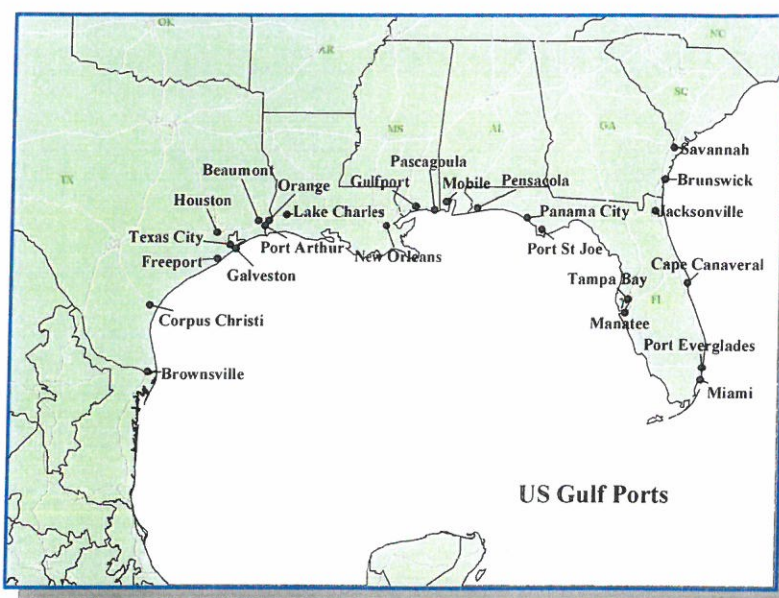 OK
NC
AR
SC
MS
AL
GA
TX
Savannah
Pascagoula
Beaumont
Orange
Gulfport
Mobile
Pensacola
Brunswick
Houston
Lake Charles
Panama City
Jacksonville
Texas City
Port Arthur
New Orleans
Port St Joe
Freeport
Galveston
Cape Canaveral
Tampa Bay
FL
Corpus Christi
Manatee
Port Everglades
Brownsville
Miami
US Gulf Ports